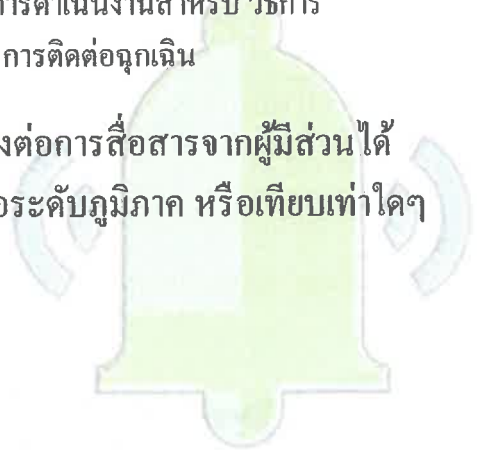 การดำเนินงานสำหรับ วิธีการ
การติดต่อฉุกเฉิน
งต่อการสื่อสารจากผู้มีส่วนได้
อระดับภูมิภาค หรือเทียบเท่าใดๆ